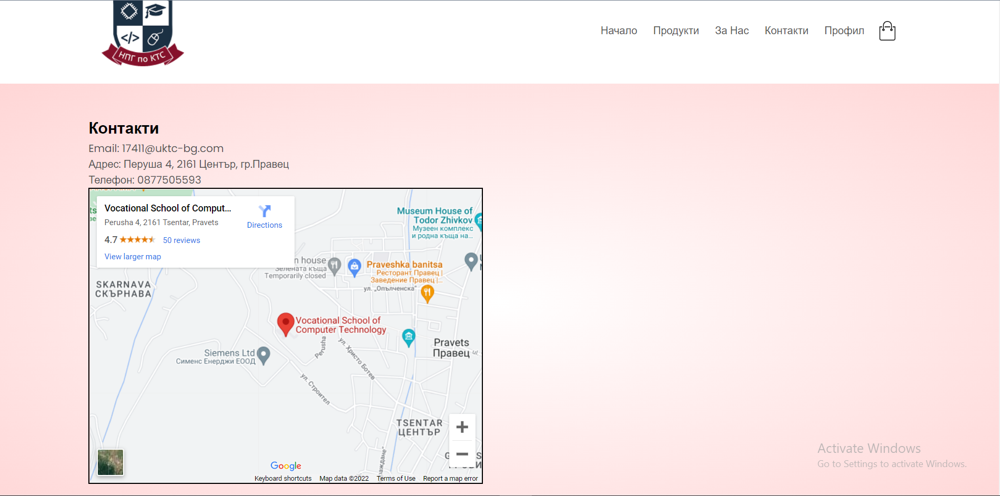 </>
НПГ по КТС
Начало Продукти За Нас Контакти Профил
Контакти
Email: 17411@uktc-bg.com
Адрес: Перуша 4, 2161 Център, гр.Правец
Телефон: 0877505593
Vocational School of Comput...
Perusha 4, 2161 Tsentar, Pravets
4.7 50 reviews
View larger map
Directions
Museum House of
Todor Zhivkov
Музеен комплекс
и родна къща на...
n house
Зелената къща
Temporarily closed
Praveshka banitsa
Ресторант Правец |
Заведение Правец |...
ул. „Опълченска“
SKARNAVA
СКЪРНАВА
Vocational School of
Computer Technology
Perusha
ул. Христо Ботев
Siemens Ltd
Сименс Енерджи ЕООД
Pravets
Правец
ul.
ул. Строител
TSENTAR
ЦЕНТЪР
Google
Keyboard shortcuts Map data ©2022 Terms of Use Report a map error
Activate Windows
Go to Settings to activate Windows.